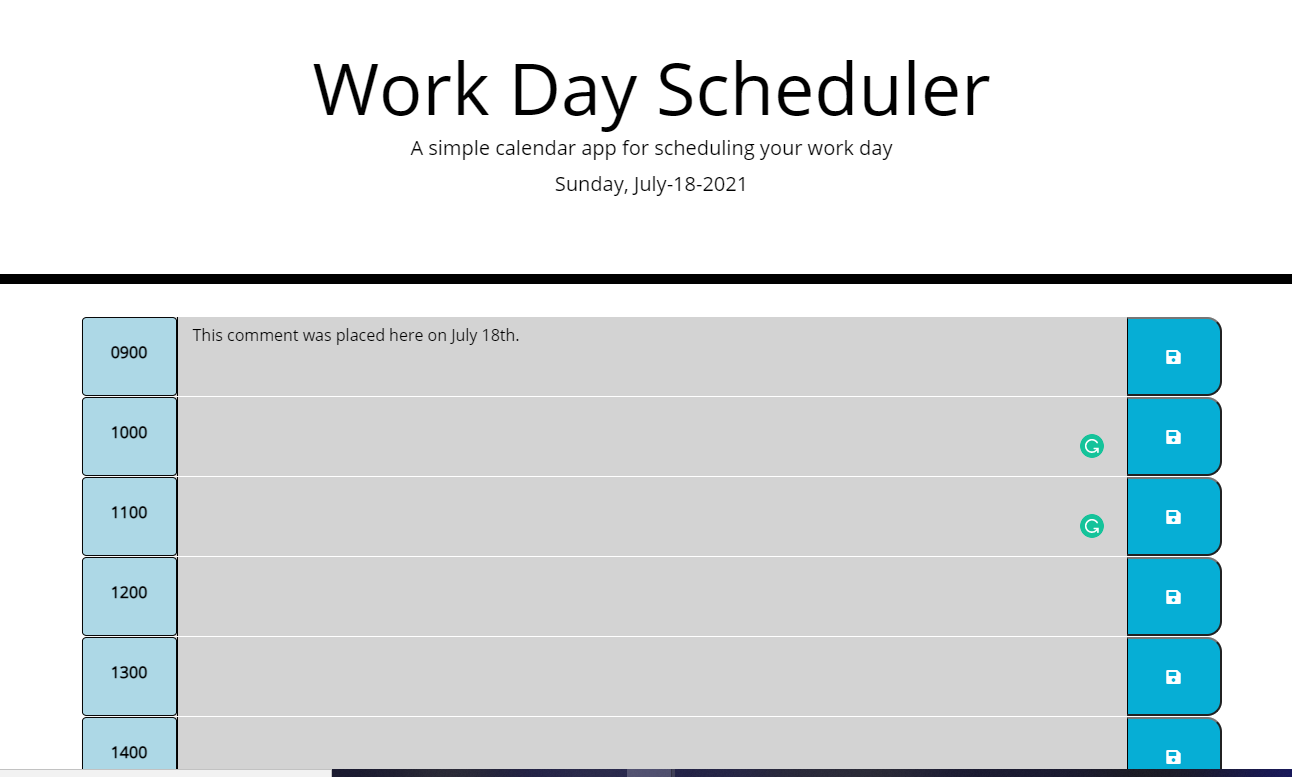 Work Day Scheduler
A simple calendar app for scheduling your work day
Sunday, July-18-2021
0900 This comment was placed here on July 18th.
1000
1100
1200
1300
1400